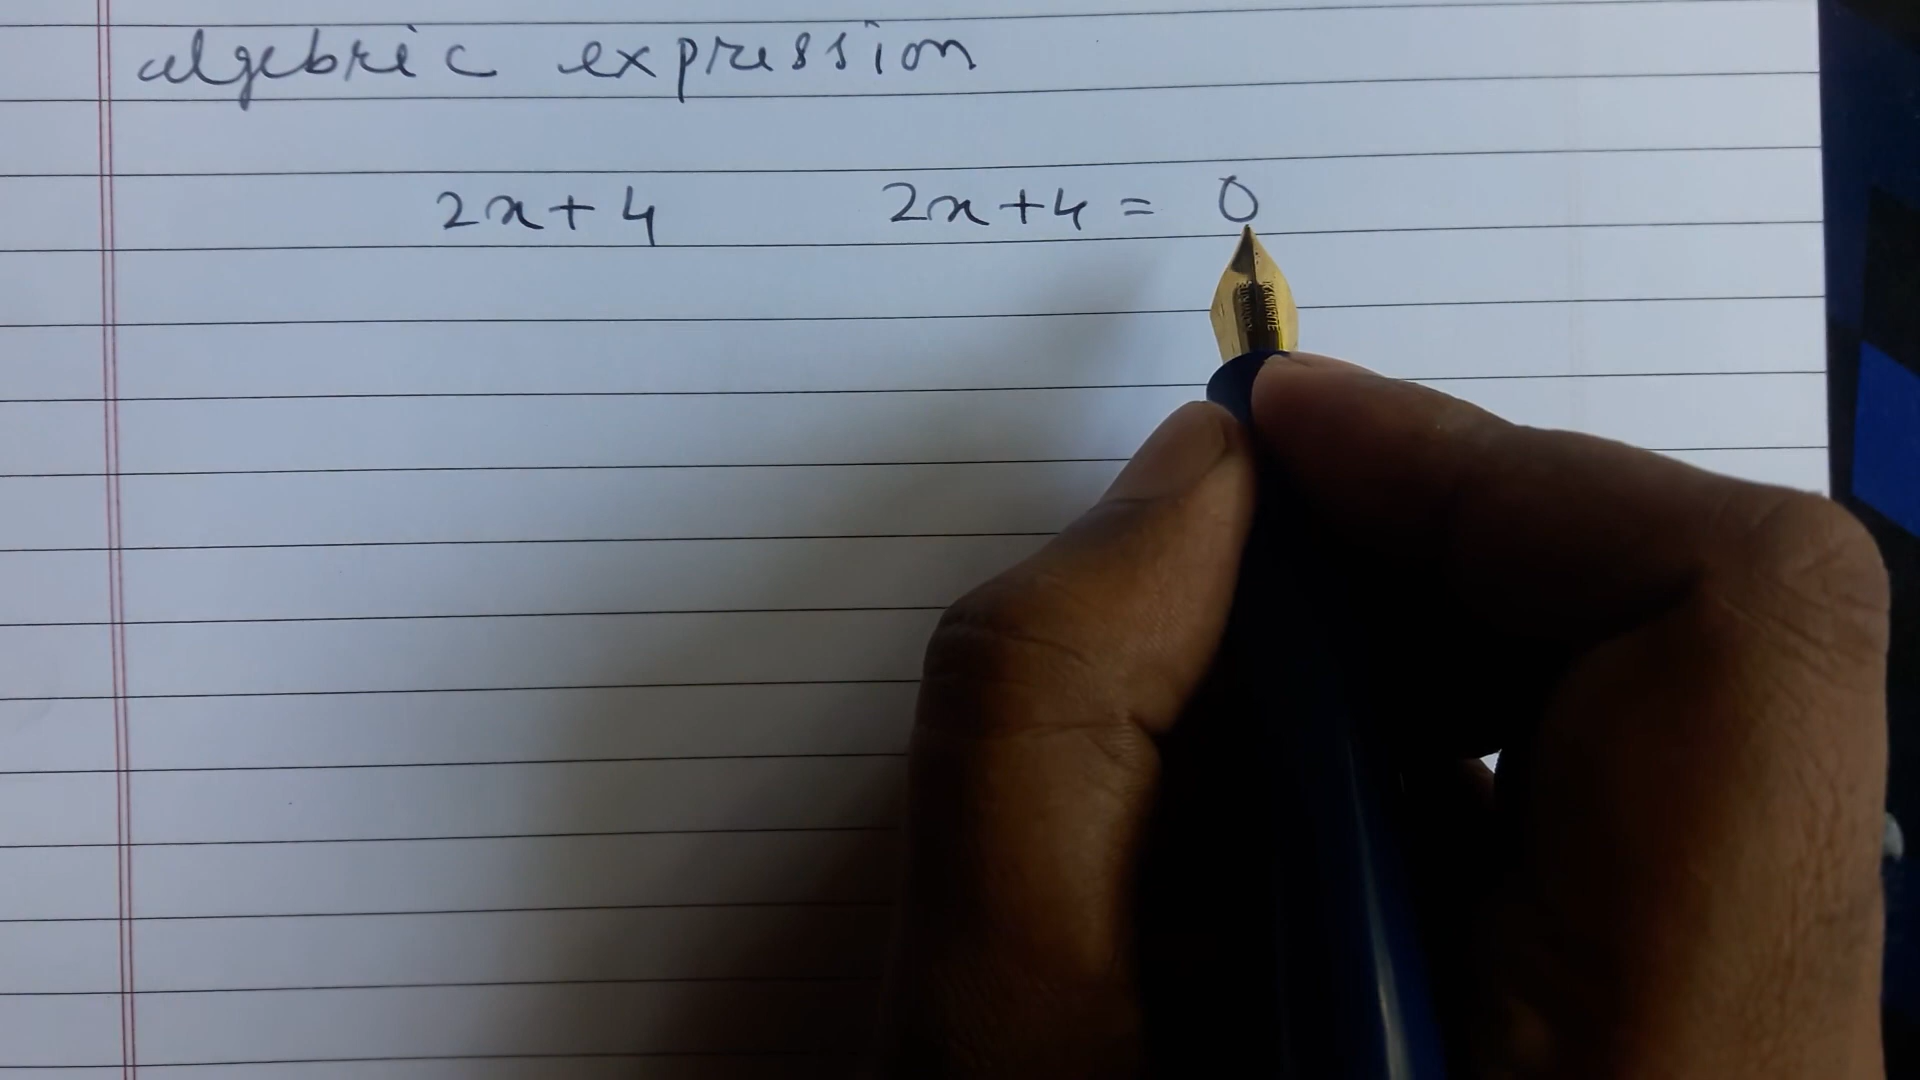 algebric expression
2x+4 2x+4 = 0